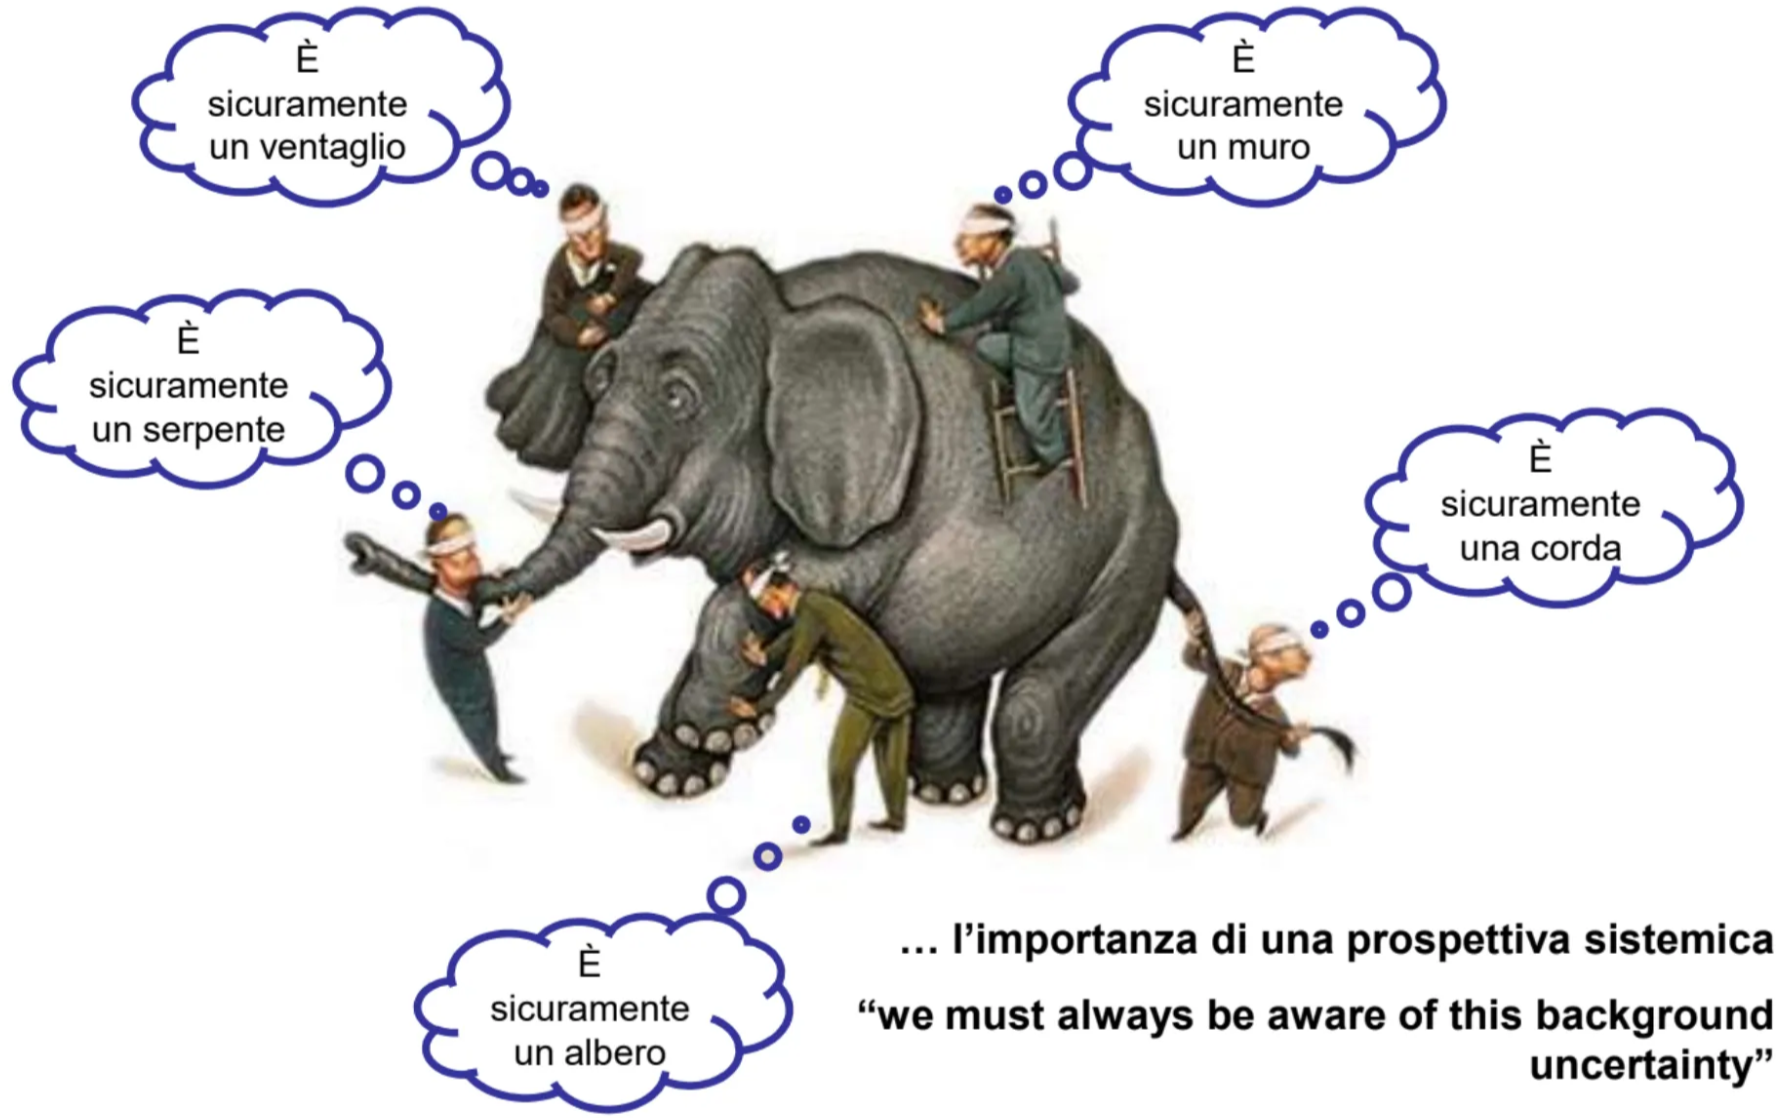 È
sicuramente
un ventaglio
È
sicuramente
un muro
È
sicuramente
un serpente
È
sicuramente
una corda
È
sicuramente
un albero
… l’importanza di una prospettiva sistemica
“we must always be aware of this background
uncertainty”